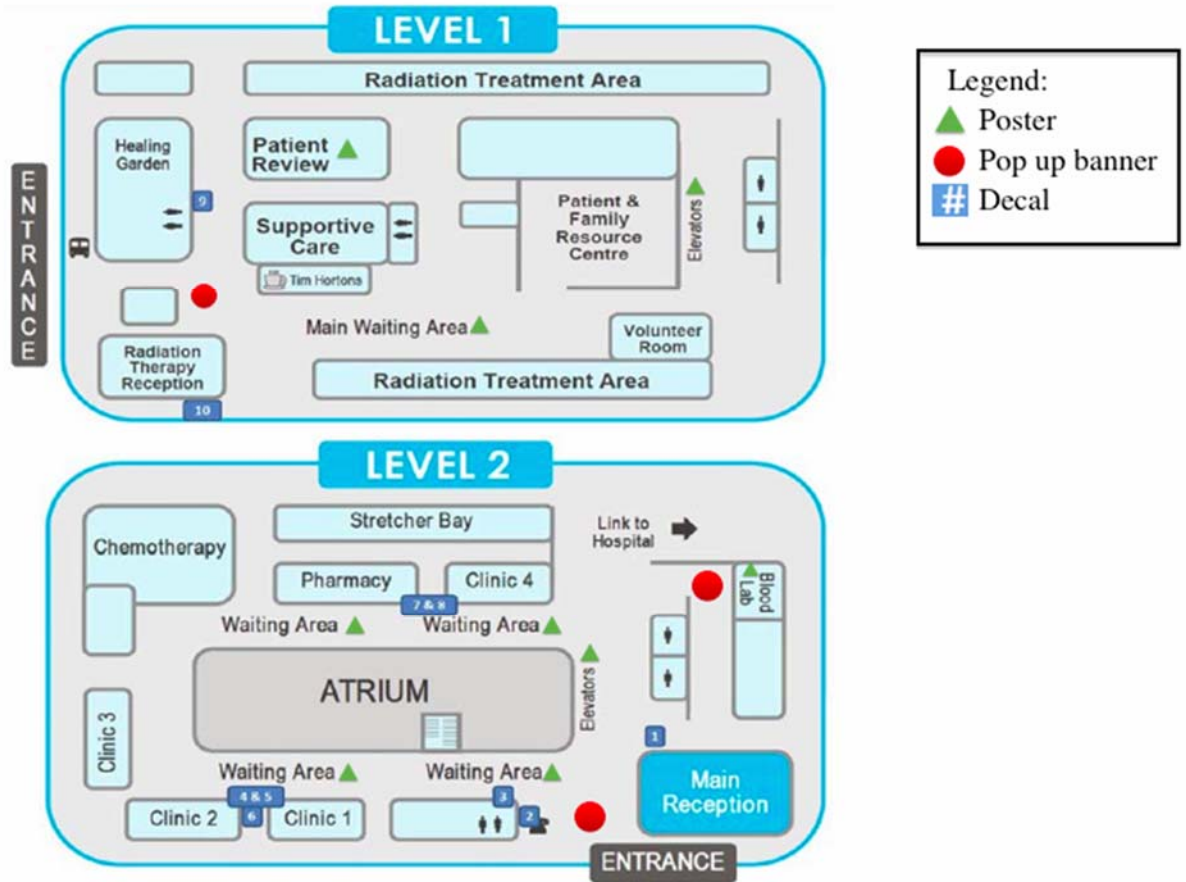 LEVEL 1
Radiation Treatment Area
Healing
Garden
Patient
Review
9
Supportive
Care
Tim Hortons
Patient &
Family
Resource
Centre
Elevators
ENTRANCE
Main Waiting Area
Volunteer
Room
Radiation
Therapy
Reception
Radiation Treatment Area
10
Legend:
Poster
Pop up banner
# Decal
LEVEL 2
Chemotherapy
Stretcher Bay
Link to
Hospital
Pharmacy
Clinic 4
Blood
Lab
7 & 8
Waiting Area
Waiting Area
ATRIUM
Elevators
Clinic 3
1
Waiting Area
Waiting Area
Main
Reception
4 & 5
3
Clinic 2
6
Clinic 1
2
ENTRANCE